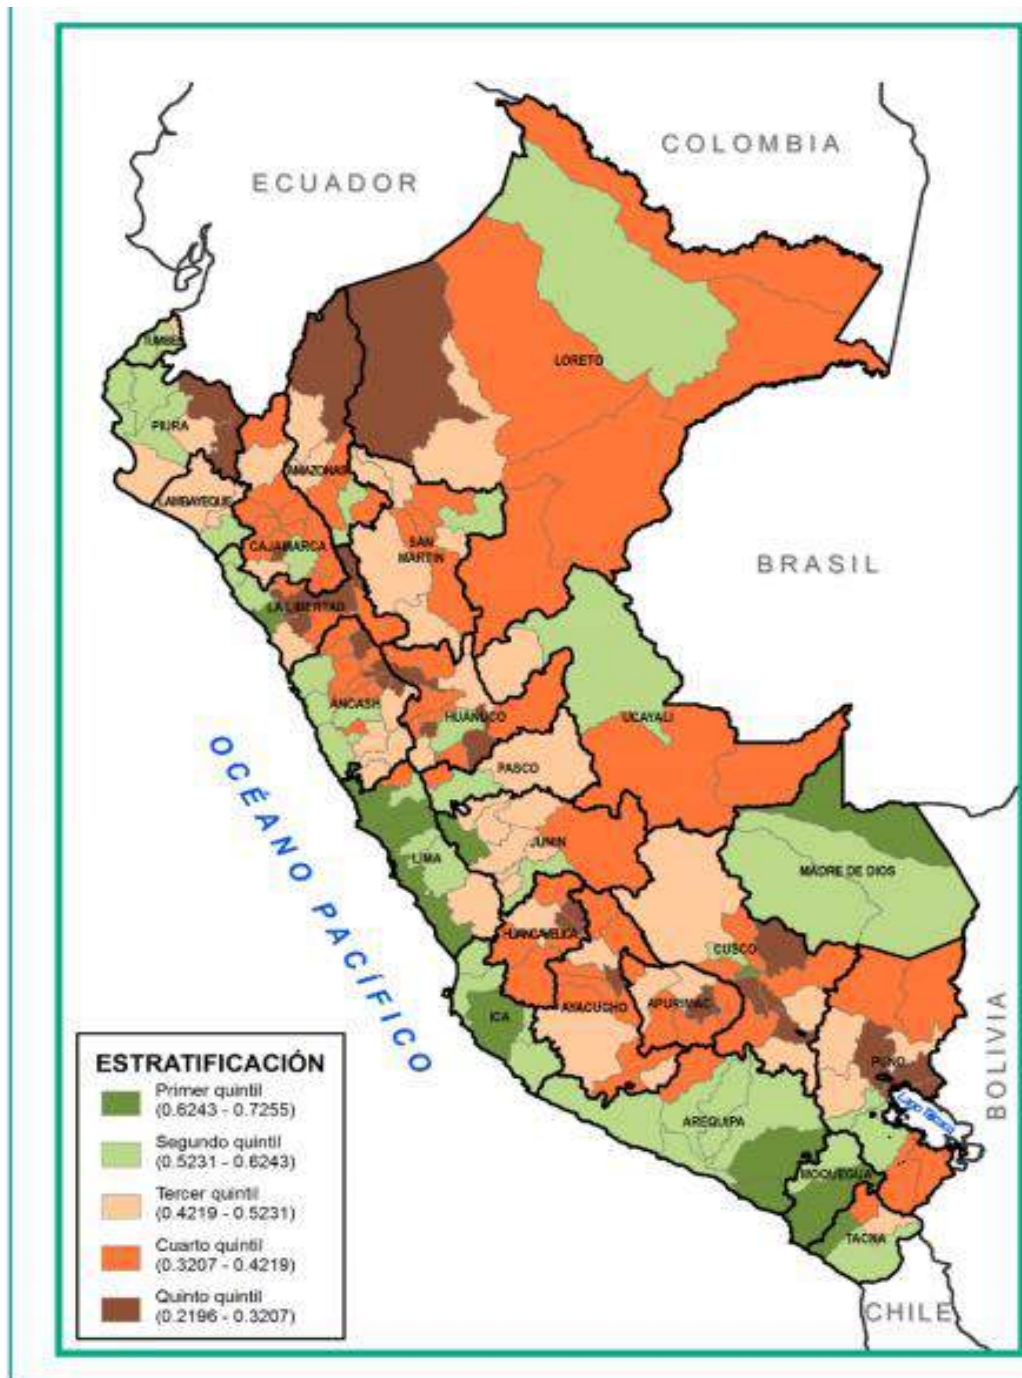 COLOMBIA
ECUADOR
LORETO
TUMBES
PIURA
AMAZONAS
LAMBAYEQUE
SAN
MARTIN
CAJAMARCA
BRASIL
LA LIBERTAD
ANCASH
HUANUCO
UCAYALI
PASCO
OCÉANO PACÍFICO
JUNIN
LIMA
MADRE DE DIOS
HUANCAVELICA
CUSCO
ICA
AYACUCHO
APURIMAC
PUNO
BOLIVIA
Lago Titicaca
AREQUIPA
MOQUEGUA
TACNA
CHILE
ESTRATIFICACIÓN
Primer quintil
(0.6243 - 0.7255)
Segundo quintil
(0.5231 - 0.6243)
Tercer quintil
(0.4219 - 0.5231)
Cuarto quintil
(0.3207 - 0.4219)
Quinto quintil
(0.2196 - 0.3207)